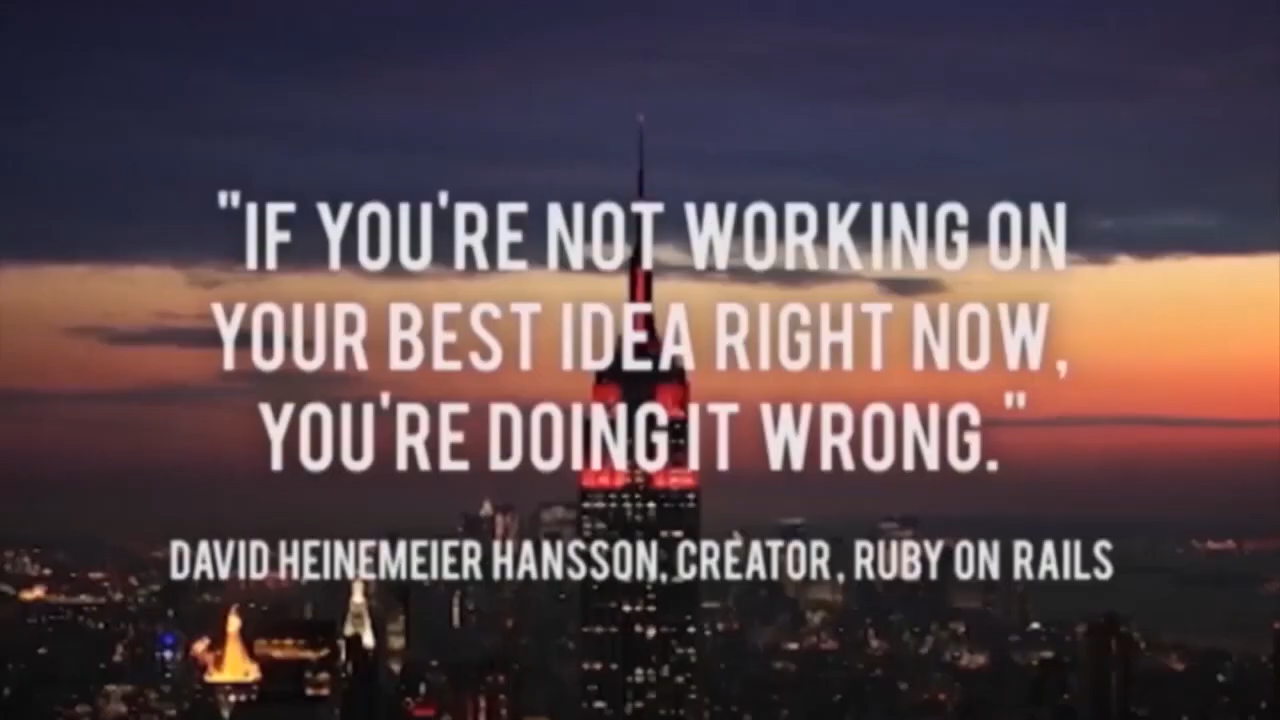 "IF YOU'RE NOT WORKING ON
YOUR BEST IDEA RIGHT NOW,
YOU'RE DOING IT WRONG."
DAVID HEINEMEIER HANSSON, CREATOR, RUBY ON RAILS